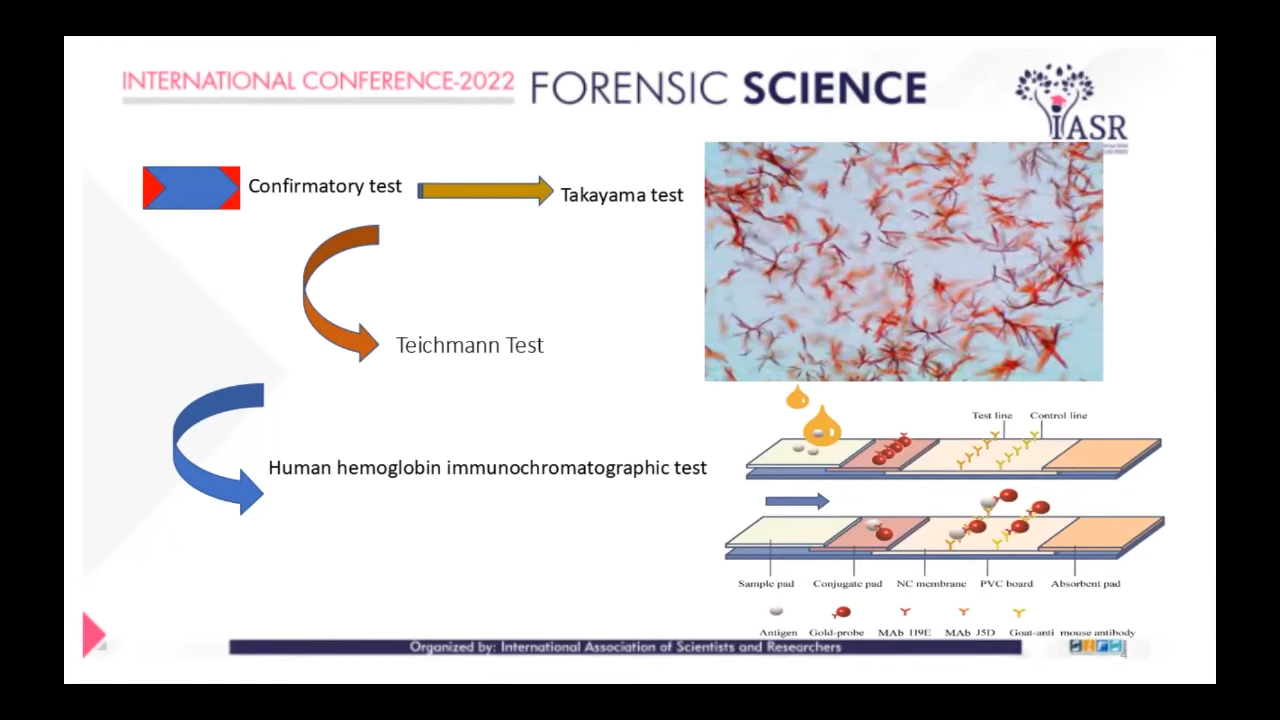 INTERNATIONAL CONFERENCE-2022 FORENSIC SCIENCE
IASR
Confirmatory test
Takayama test
Teichmann Test
Human hemoglobin immunochromatographic test
Test line Control line
Sample pad Conjugate pad NC membrane PVC board Absorbent pad
Antigen Gold-probe MAb H9E MAb J5D Goat-anti mouse antibody
Organized by: International Association of Scientists and Researchers
4